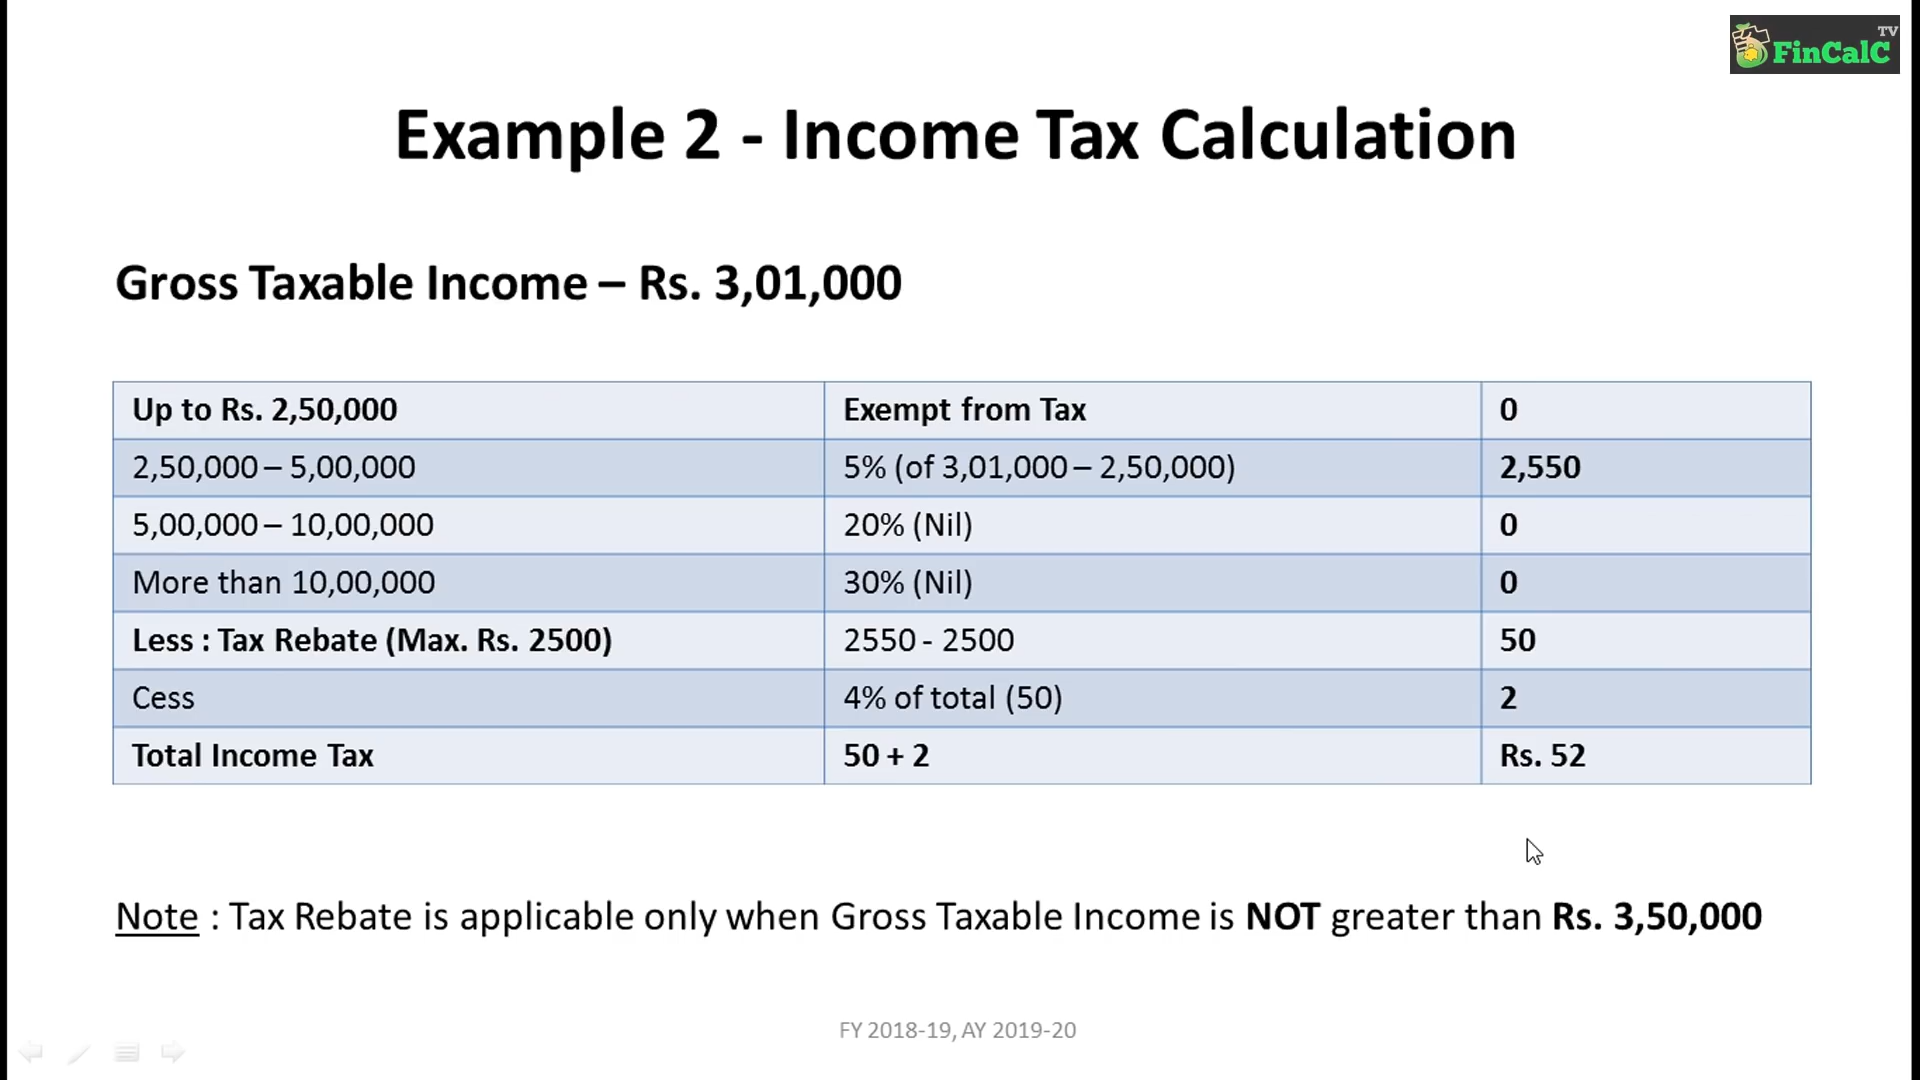 TV
FinCalC
Example 2 - Income Tax Calculation
Gross Taxable Income – Rs. 3,01,000
Up to Rs. 2,50,000 Exempt from Tax 0
2,50,000 – 5,00,000 5% (of 3,01,000 – 2,50,000) 2,550
5,00,000 – 10,00,000 20% (Nil) 0
More than 10,00,000 30% (Nil) 0
Less : Tax Rebate (Max. Rs. 2500) 2550 - 2500 50
Cess 4% of total (50) 2
Total Income Tax 50 + 2 Rs. 52
Note : Tax Rebate is applicable only when Gross Taxable Income is NOT greater than Rs. 3,50,000
FY 2018-19, AY 2019-20